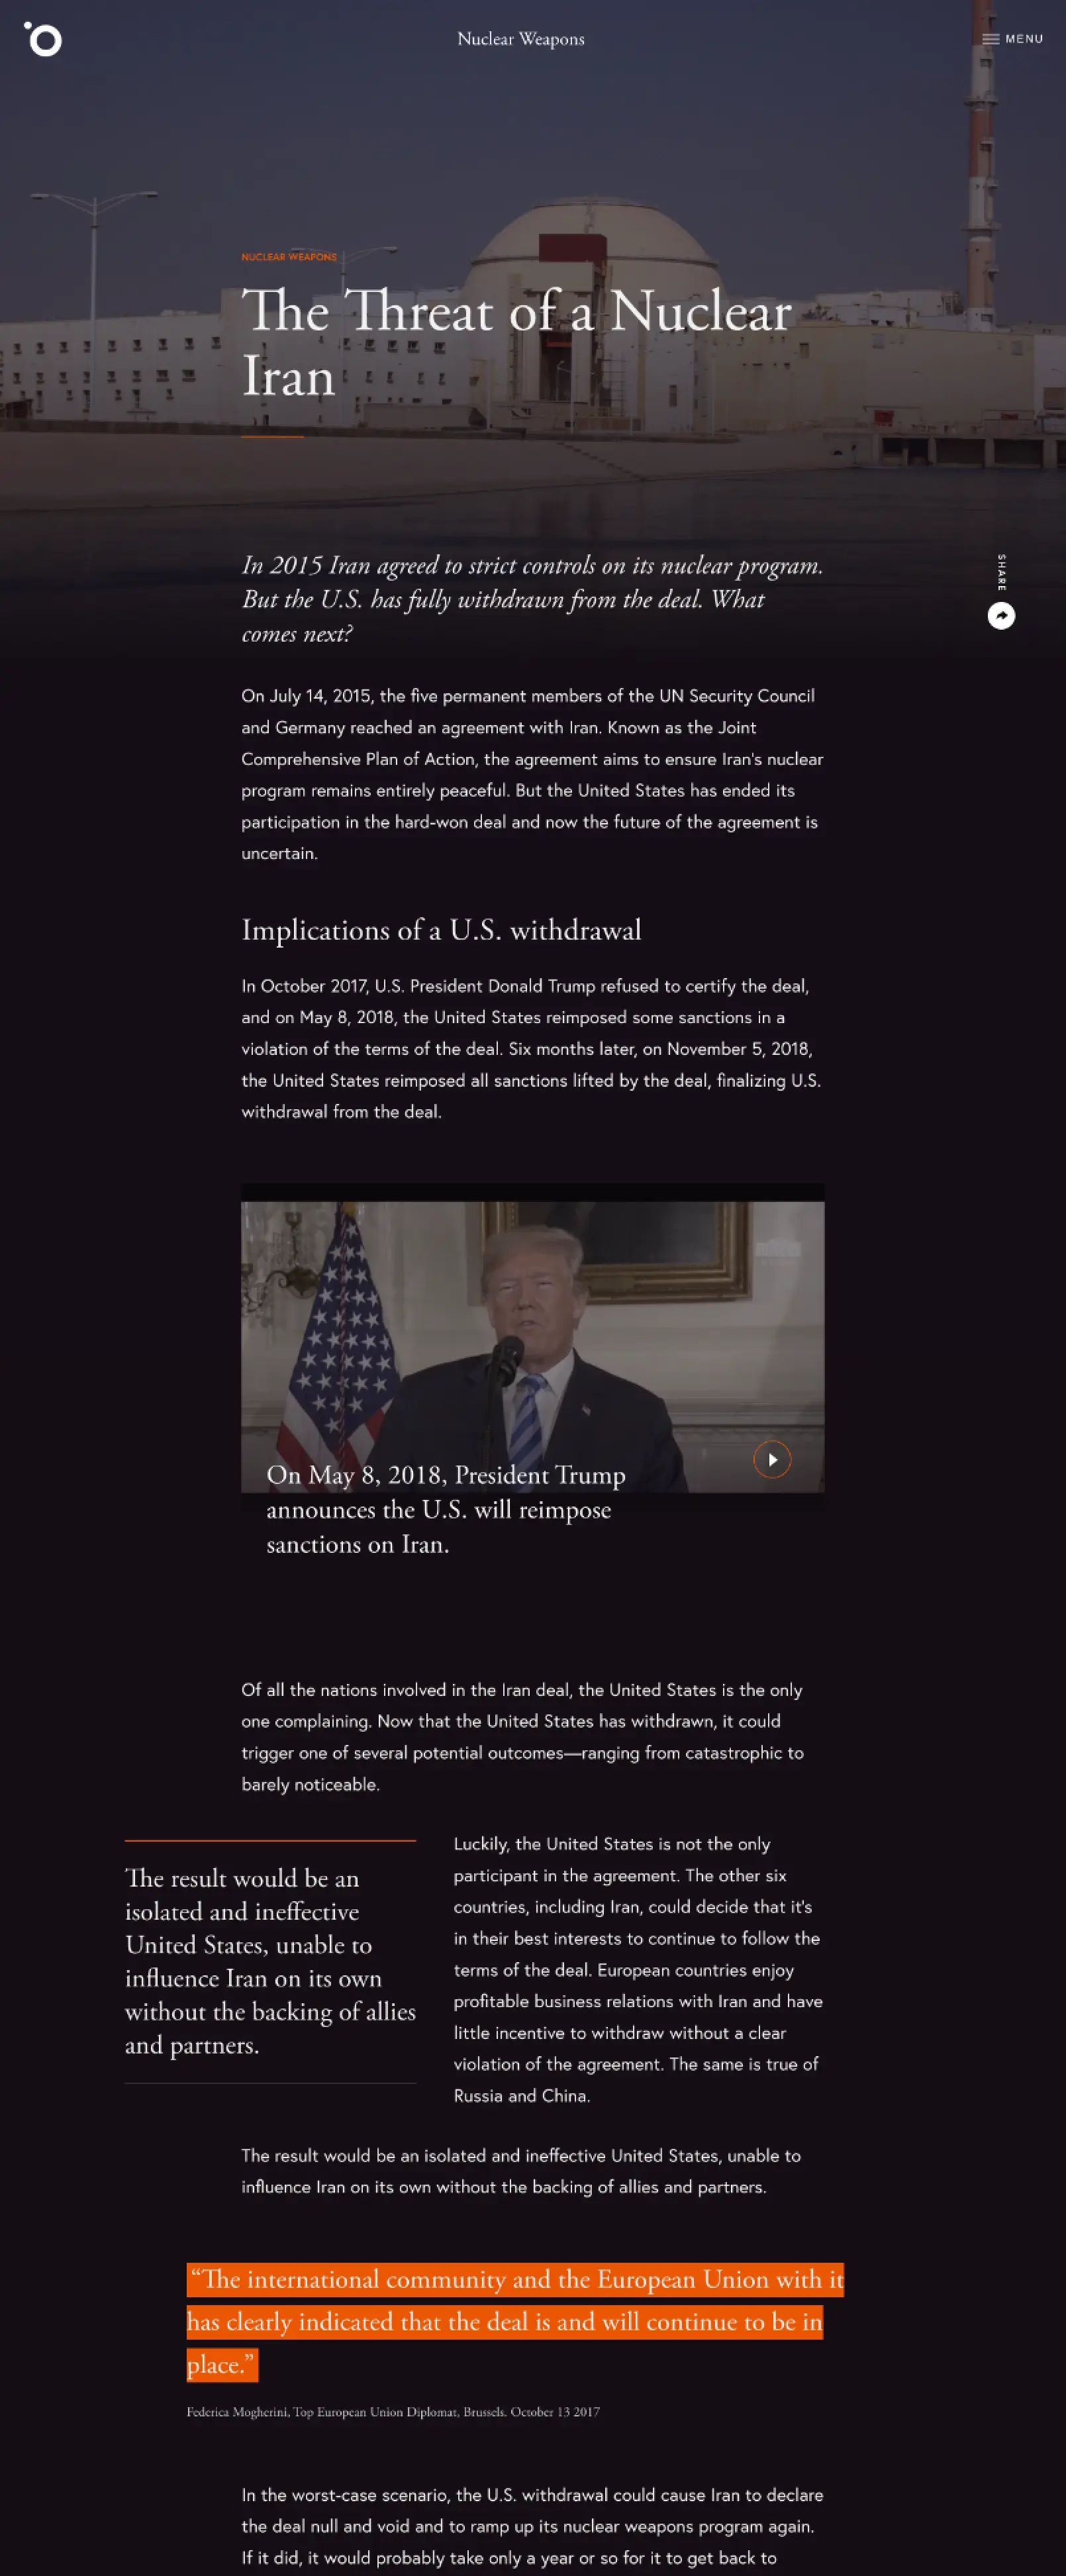 Nuclear Weapons
MENU
NUCLEAR WEAPONS
The Threat of a Nuclear
Iran
In 2015 Iran agreed to strict controls on its nuclear program.
But the U.S. has fully withdrawn from the deal. What
comes next?
SHARE
On July 14, 2015, the five permanent members of the UN Security Council
and Germany reached an agreement with Iran. Known as the Joint
Comprehensive Plan of Action, the agreement aims to ensure Iran's nuclear
program remains entirely peaceful. But the United States has ended its
participation in the hard-won deal and now the future of the agreement is
uncertain.
Implications of a U.S. withdrawal
In October 2017, U.S. President Donald Trump refused to certify the deal,
and on May 8, 2018, the United States reimposed some sanctions in a
violation of the terms of the deal. Six months later, on November 5, 2018,
the United States reimposed all sanctions lifted by the deal, finalizing U.S.
withdrawal from the deal.
On May 8, 2018, President Trump
announces the U.S. will reimpose
sanctions on Iran.
Of all the nations involved in the Iran deal, the United States is the only
one complaining. Now that the United States has withdrawn, it could
trigger one of several potential outcomes—ranging from catastrophic to
barely noticeable.
The result would be an
isolated and ineffective
United States, unable to
influence Iran on its own
without the backing of allies
and partners.
Luckily, the United States is not the only
participant in the agreement. The other six
countries, including Iran, could decide that it's
in their best interests to continue to follow the
terms of the deal. European countries enjoy
profitable business relations with Iran and have
little incentive to withdraw without a clear
violation of the agreement. The same is true of
Russia and China.
The result would be an isolated and ineffective United States, unable to
influence Iran on its own without the backing of allies and partners.
“The international community and the European Union with it
has clearly indicated that the deal is and will continue to be in
place.”
Federica Mogherini, Top European Union Diplomat, Brussels. October 13 2017
In the worst-case scenario, the U.S. withdrawal could cause Iran to declare
the deal null and void and to ramp up its nuclear weapons program again.
If it did, it would probably take only a year or so for it to get back to